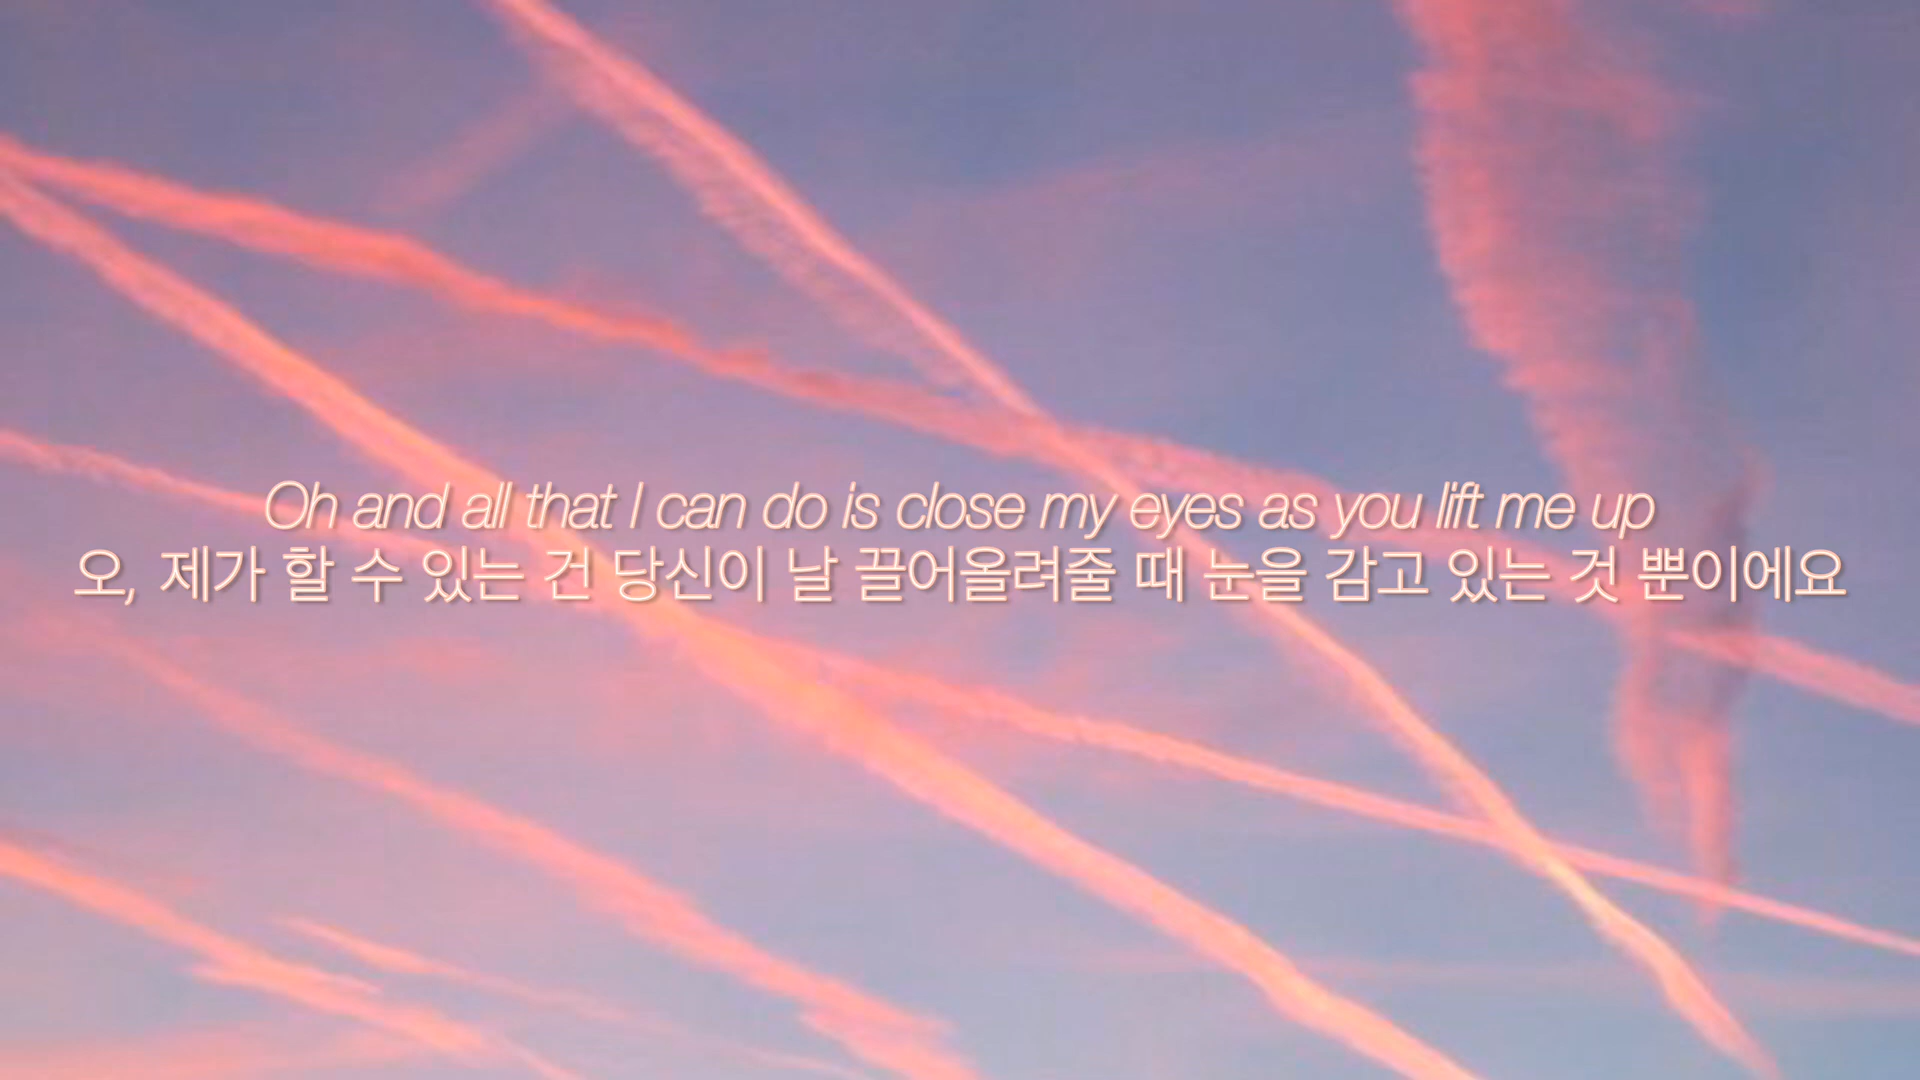 Oh and all that I can do is close my eyes as you lift me up
오, 제가 할 수 있는 건 당신이 날 끌어올려줄 때 눈을 감고 있는 것 뿐이에요